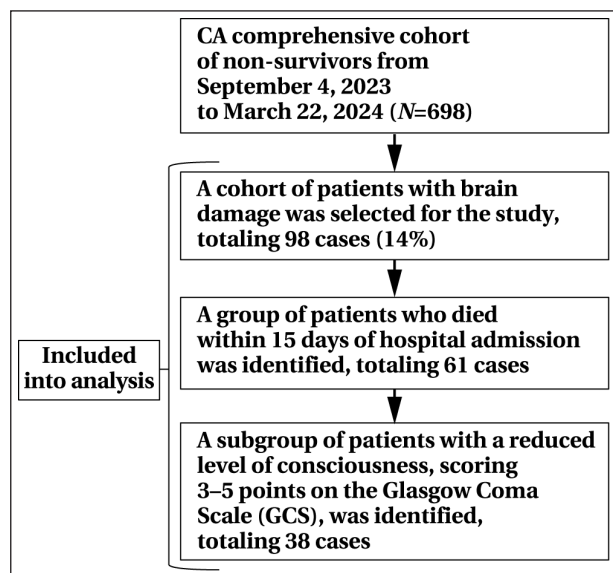 CA comprehensive cohort
of non-survivors from
September 4, 2023
to March 22, 2024 (N=698)
A cohort of patients with brain
damage was selected for the study,
totaling 98 cases (14%)
A group of patients who died
within 15 days of hospital admission
was identified, totaling 61 cases
Included
into analysis
A subgroup of patients with a reduced
level of consciousness, scoring
3–5 points on the Glasgow Coma
Scale (GCS), was identified,
totaling 38 cases